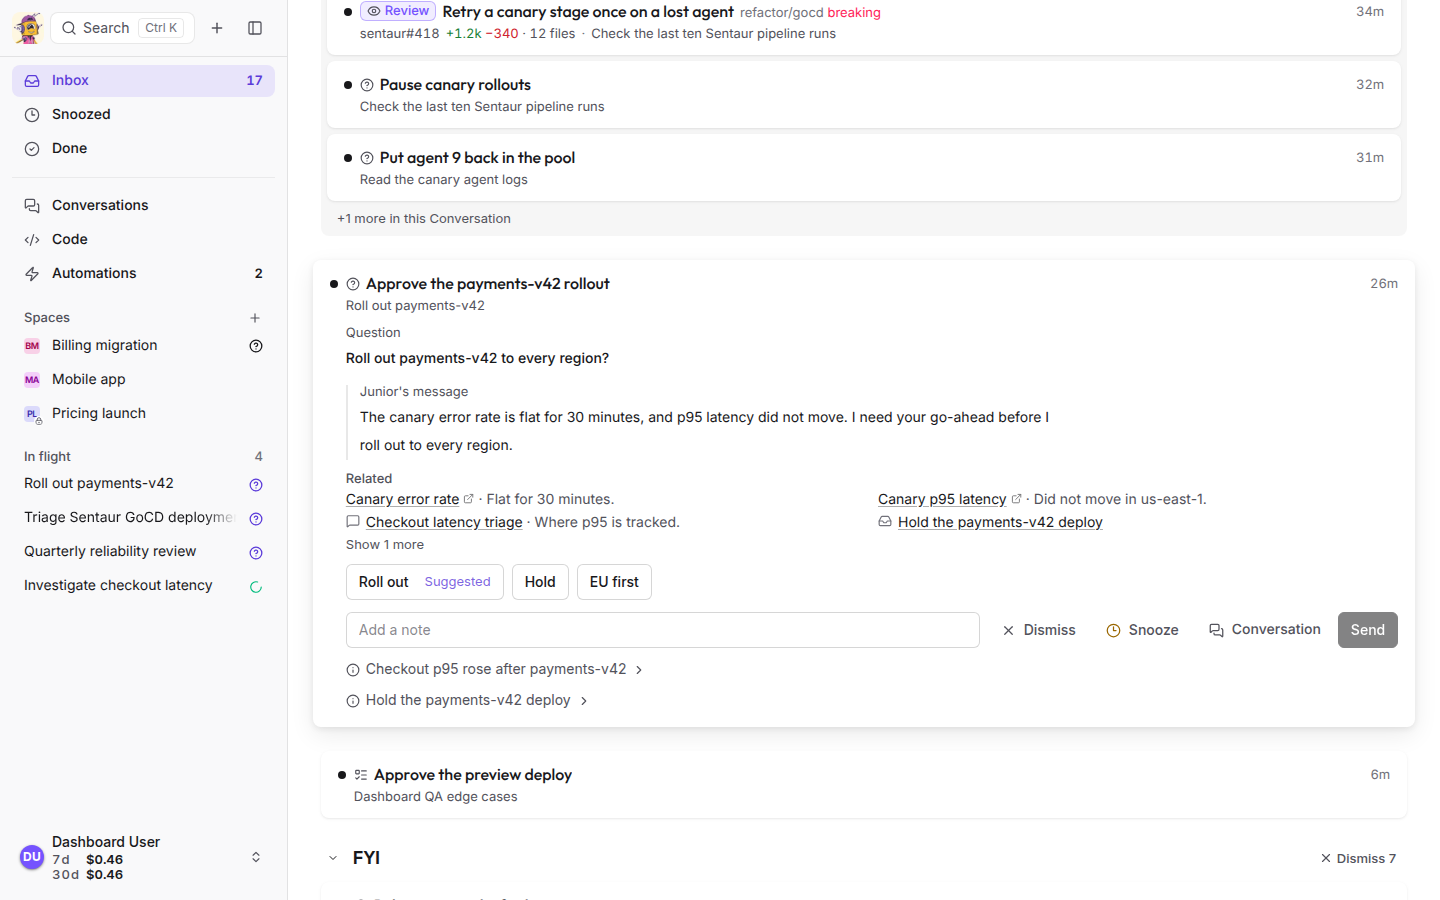 Search Ctrl K
Inbox 17
Snoozed
Done
Conversations
Code
Automations 2
Spaces
BM Billing migration
MA Mobile app
PL Pricing launch
In flight 4
Roll out payments-v42
Triage Sentaur GoCD deployme
Quarterly reliability review
Investigate checkout latency
DU Dashboard User
7d $0.46
30d $0.46
Review Retry a canary stage once on a lost agent refactor/gocd breaking 34m
sentaur#418 +1.2k −340 · 12 files · Check the last ten Sentaur pipeline runs
Pause canary rollouts 32m
Check the last ten Sentaur pipeline runs
Put agent 9 back in the pool 31m
Read the canary agent logs
+1 more in this Conversation
Approve the payments-v42 rollout 26m
Roll out payments-v42
Question
Roll out payments-v42 to every region?
Junior's message
The canary error rate is flat for 30 minutes, and p95 latency did not move. I need your go-ahead before I
roll out to every region.
Related
Canary error rate · Flat for 30 minutes. Canary p95 latency · Did not move in us-east-1.
Checkout latency triage · Where p95 is tracked. Hold the payments-v42 deploy
Show 1 more
Roll out Suggested Hold EU first
Add a note Dismiss Snooze Conversation Send
Checkout p95 rose after payments-v42
Hold the payments-v42 deploy
Approve the preview deploy 6m
Dashboard QA edge cases
FYI Dismiss 7